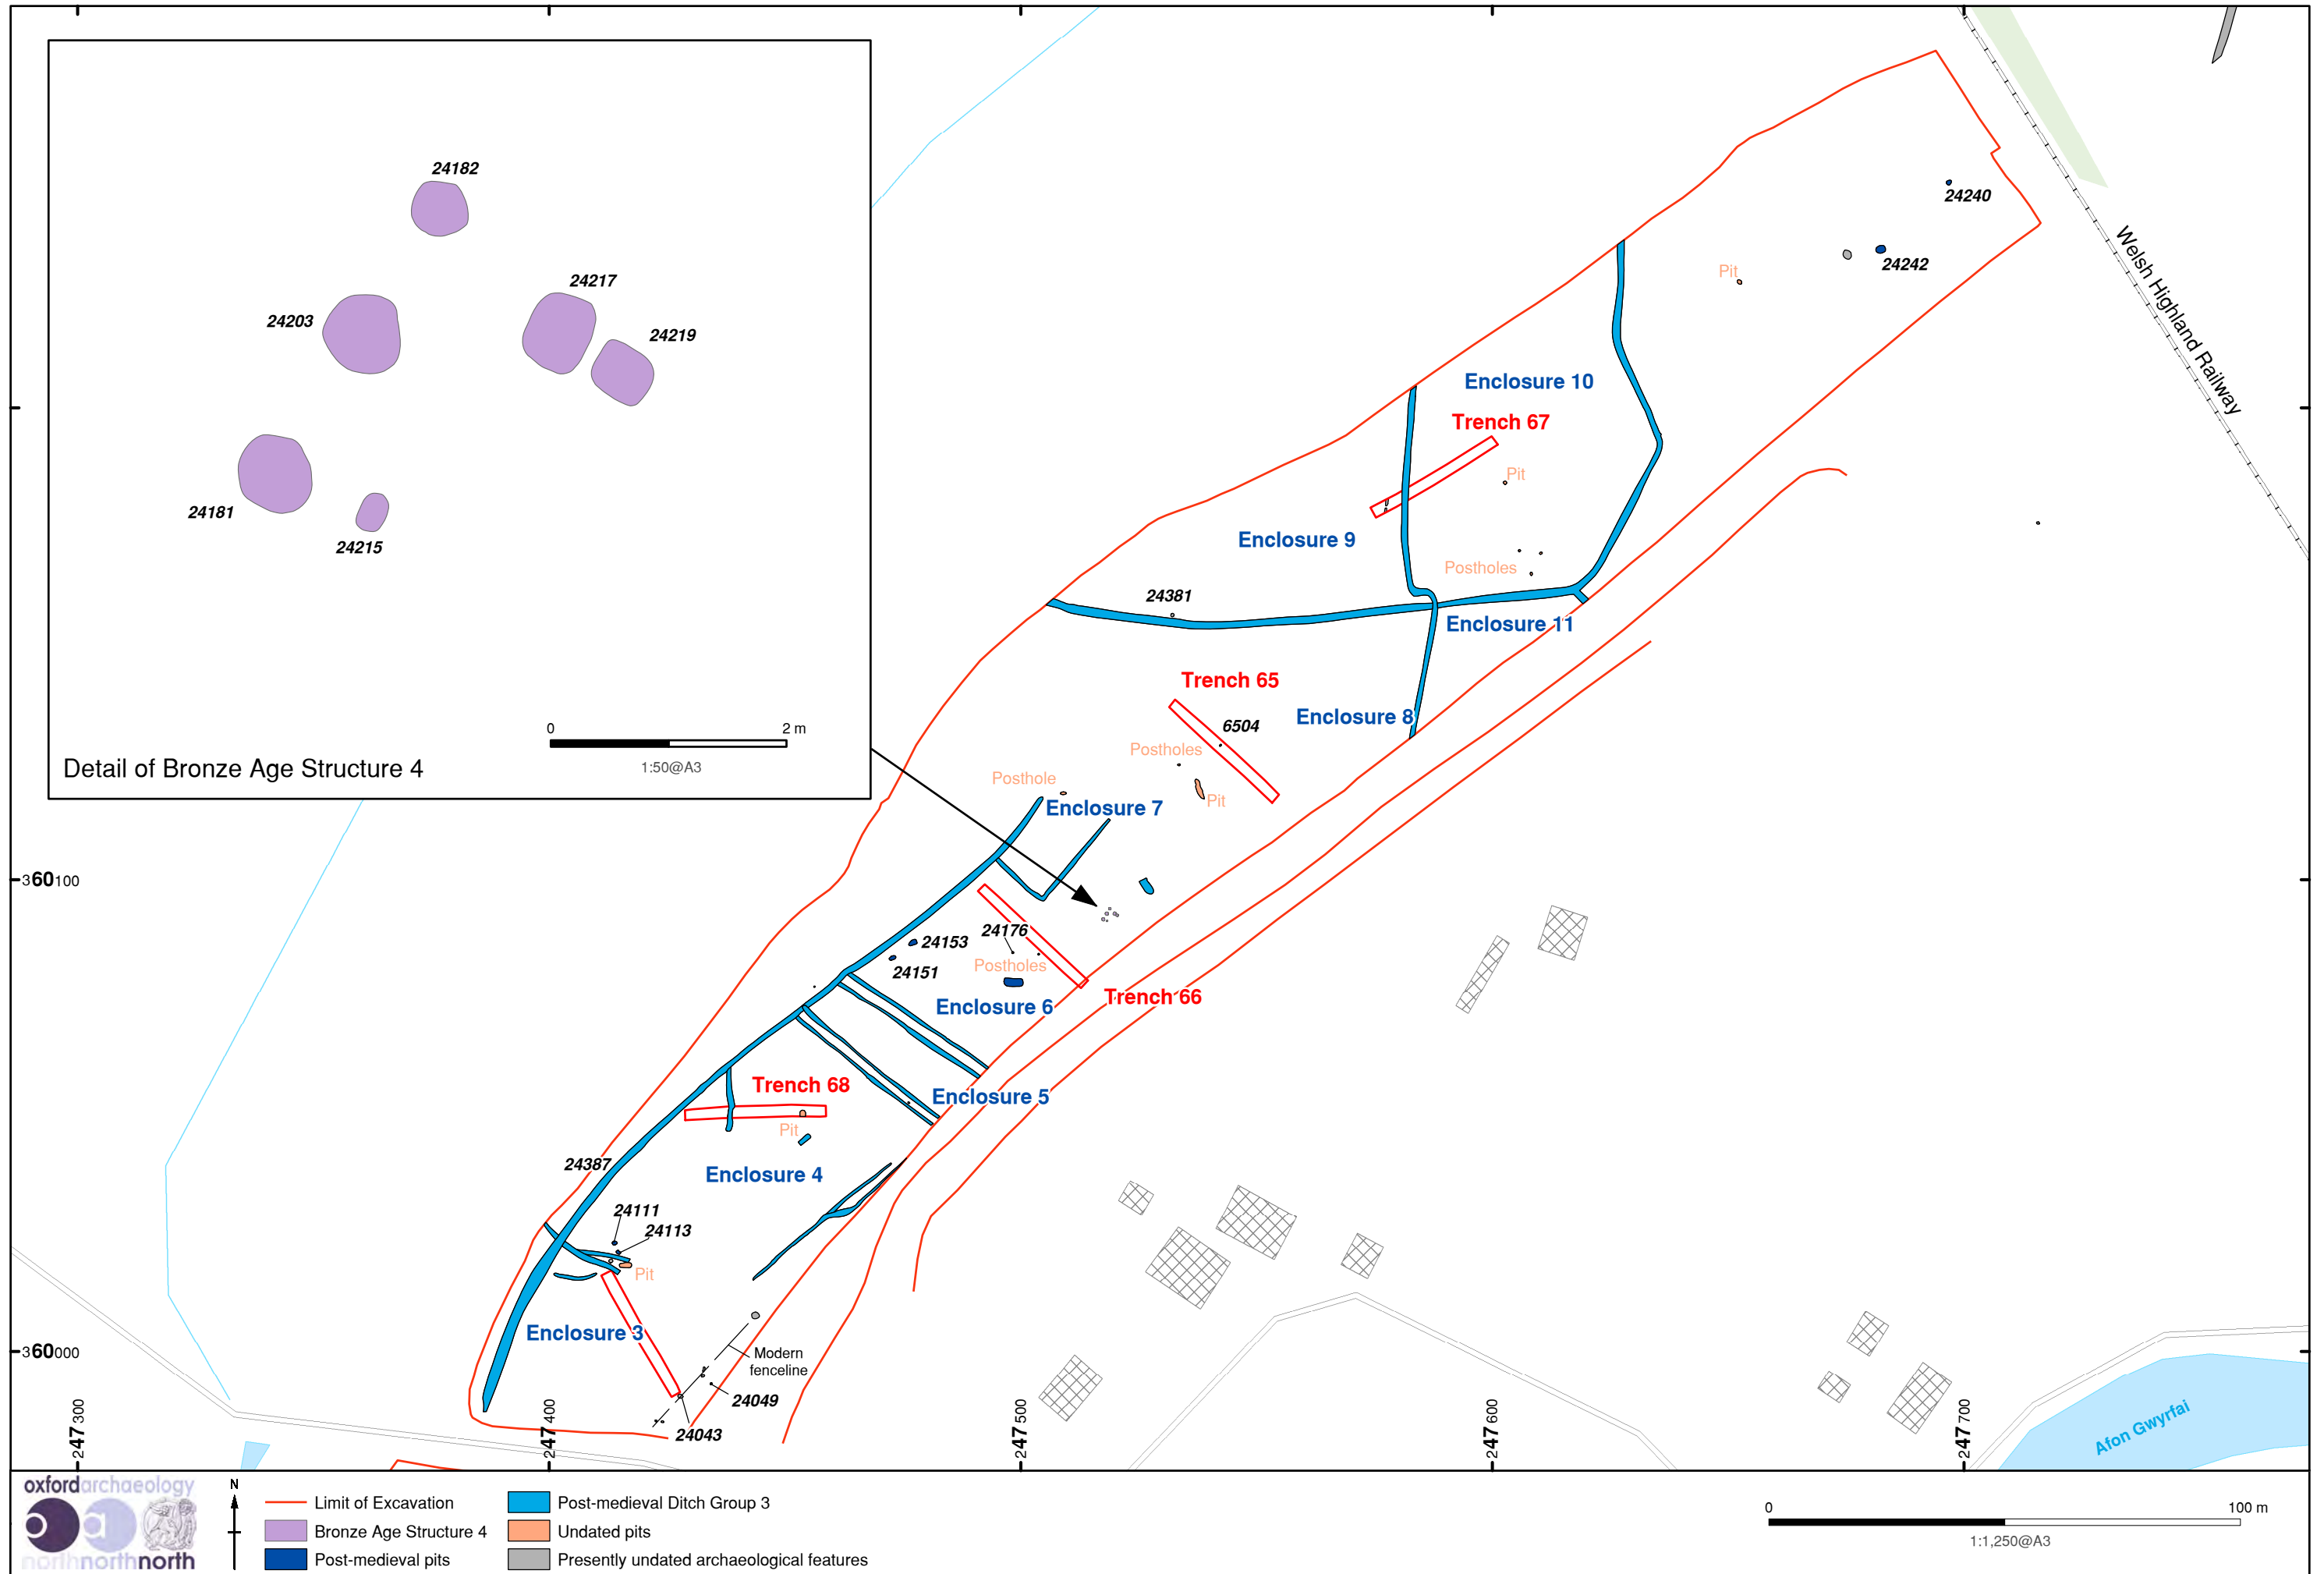 24182
24217
24203
24219
24181
24215
0 2 m
1:50@A3
Detail of Bronze Age Structure 4
24240
24242
Pit
Welsh Highland Railway
Enclosure 10
Trench 67
Pit
Enclosure 9
Postholes
24381
Enclosure 11
Trench 65
Enclosure 8
6504
Postholes
Posthole
Pit
Enclosure 7
360100
24176
24153
Postholes
24151
Trench 66
Enclosure 6
Trench 68
Enclosure 5
Pit
24387
Enclosure 4
24111
24113
Pit
Enclosure 3
360000
Modern
fenceline
24049
24043
247300
247400
247500
247600
247700
Afon Gwyrfai
oxfordarchaeology
northnorthnorth
N
Limit of Excavation
Bronze Age Structure 4
Post-medieval pits
Post-medieval Ditch Group 3
Undated pits
Presently undated archaeological features
0 100 m
1:1,250@A3